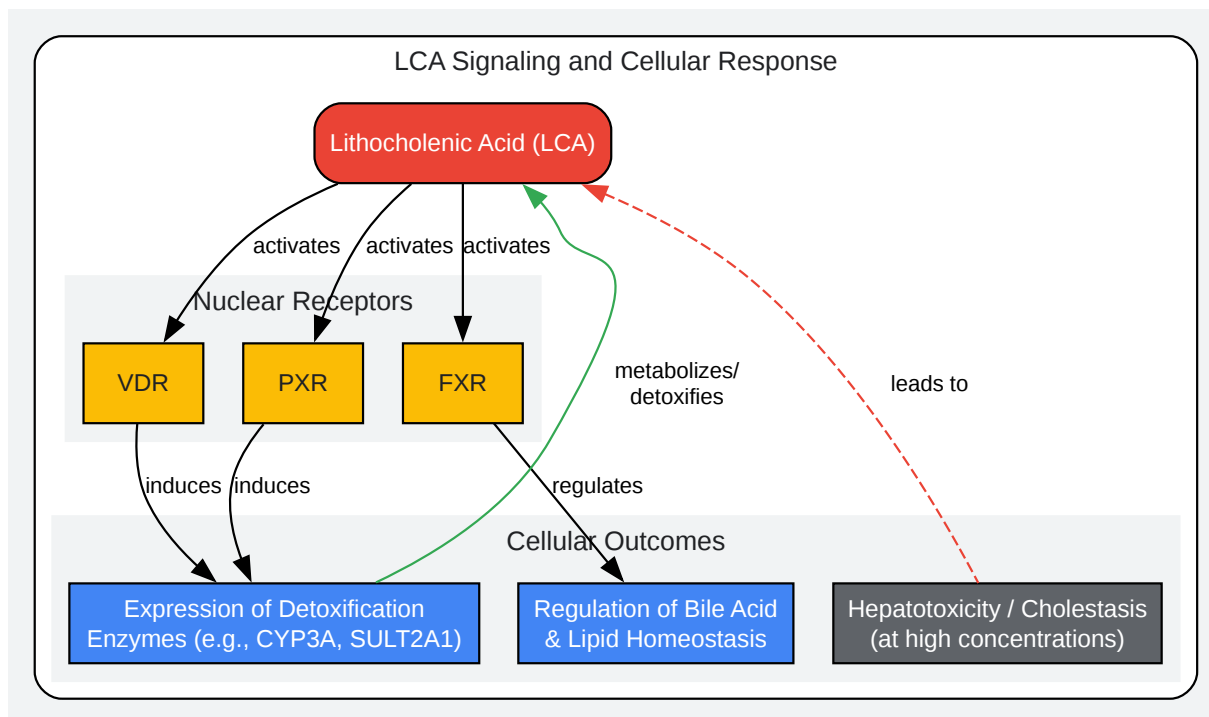 LCA Signaling and Cellular Response
Lithocholenic Acid (LCA)
activates
activates
activates
Nuclear Receptors
VDR
PXR
FXR
metabolizes/
detoxifies
leads to
induces
induces
regulates
Cellular Outcomes
Expression of Detoxification
Enzymes (e.g., CYP3A, SULT2A1)
Regulation of Bile Acid
& Lipid Homeostasis
Hepatotoxicity / Cholestasis
(at high concentrations)